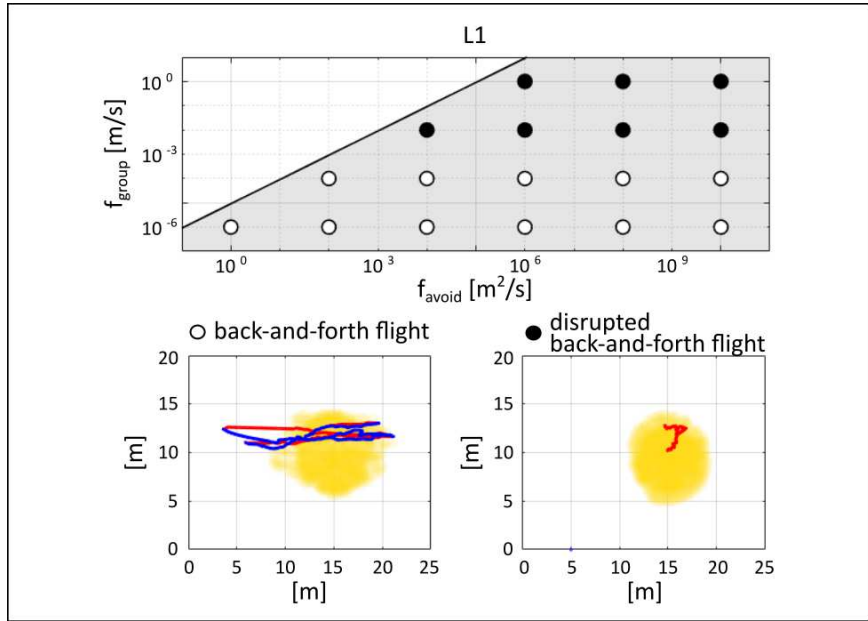 L1
f_group [m/s]
10^0
10^-3
10^-6
10^0 10^3 10^6 10^9
f_avoid [m^2/s]
○ back-and-forth flight
● disrupted
back-and-forth flight
[m]
20
15
10
5
0
0 5 10 15 20 25
[m]
[m]
20
15
10
5
0
0 5 10 15 20 25
[m]